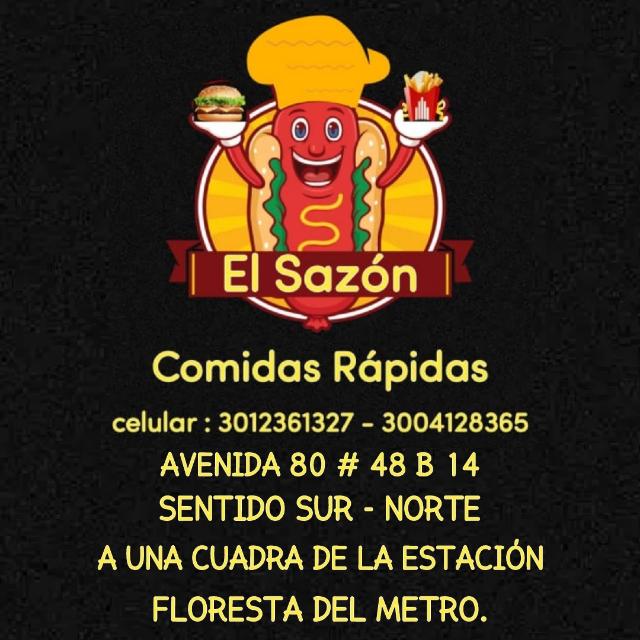 El Sazón
Comidas Rápidas
celular : 3012361327 - 3004128365
AVENIDA 80 # 48 B 14
SENTIDO SUR - NORTE
A UNA CUADRA DE LA ESTACIÓN
FLORESTA DEL METRO.